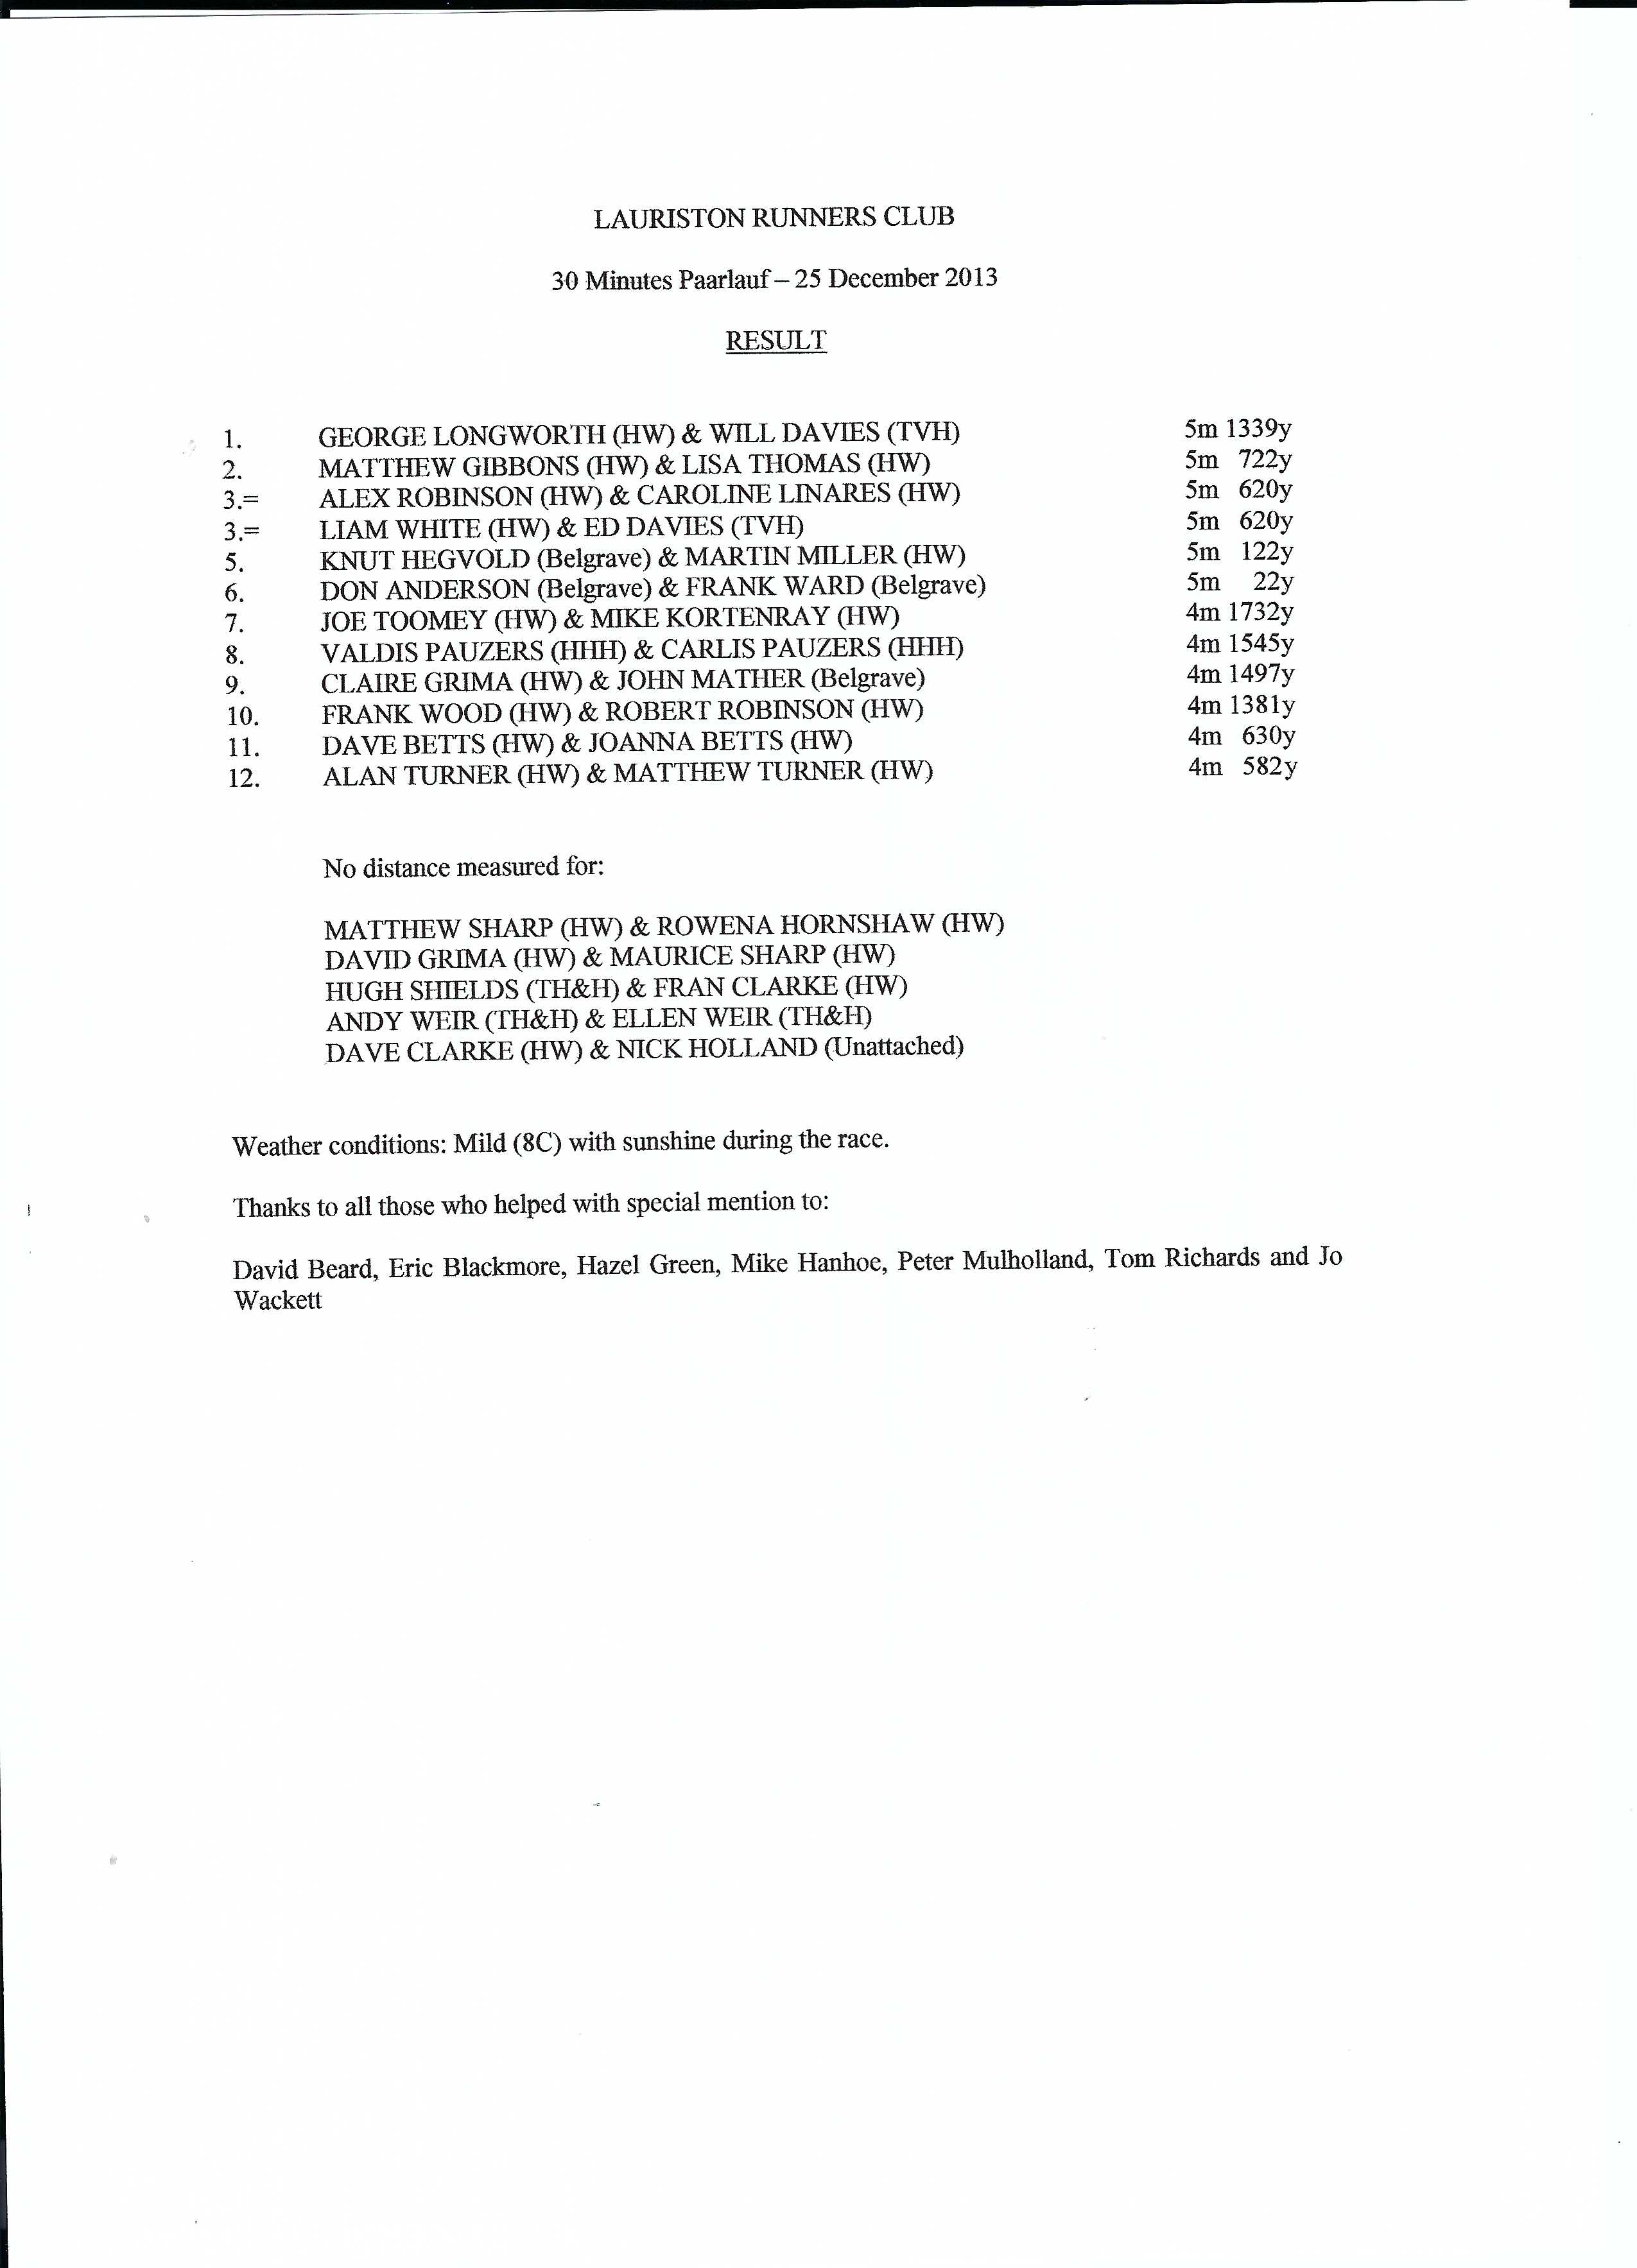 LAURISTON RUNNERS CLUB
30 Minutes Paarlauf – 25 December 2013
RESULT
1. GEORGE LONGWORTH (HW) & WILL DAVIES (TVH) 5m 1339y
2. MATTHEW GIBBONS (HW) & LISA THOMAS (HW) 5m 722y
3.= ALEX ROBINSON (HW) & CAROLINE LINARES (HW) 5m 620y
3.= LIAM WHITE (HW) & ED DAVIES (TVH) 5m 620y
5. KNUT HEGVOLD (Belgrave) & MARTIN MILLER (HW) 5m 122y
6. DON ANDERSON (Belgrave) & FRANK WARD (Belgrave) 5m 22y
7. JOE TOOMEY (HW) & MIKE KORTENRAY (HW) 4m 1732y
8. VALDIS PAUZERS (HHH) & CARLIS PAUZERS (HHH) 4m 1545y
9. CLAIRE GRIMA (HW) & JOHN MATHER (Belgrave) 4m 1497y
10. FRANK WOOD (HW) & ROBERT ROBINSON (HW) 4m 1381y
11. DAVE BETTS (HW) & JOANNA BETTS (HW) 4m 630y
12. ALAN TURNER (HW) & MATTHEW TURNER (HW) 4m 582y
No distance measured for:
MATTHEW SHARP (HW) & ROWENA HORNSHAW (HW)
DAVID GRIMA (HW) & MAURICE SHARP (HW)
HUGH SHIELDS (TH&H) & FRAN CLARKE (HW)
ANDY WEIR (TH&H) & ELLEN WEIR (TH&H)
DAVE CLARKE (HW) & NICK HOLLAND (Unattached)
Weather conditions: Mild (8C) with sunshine during the race.
Thanks to all those who helped with special mention to:
David Beard, Eric Blackmore, Hazel Green, Mike Hanhoe, Peter Mulholland, Tom Richards and Jo
Wackett